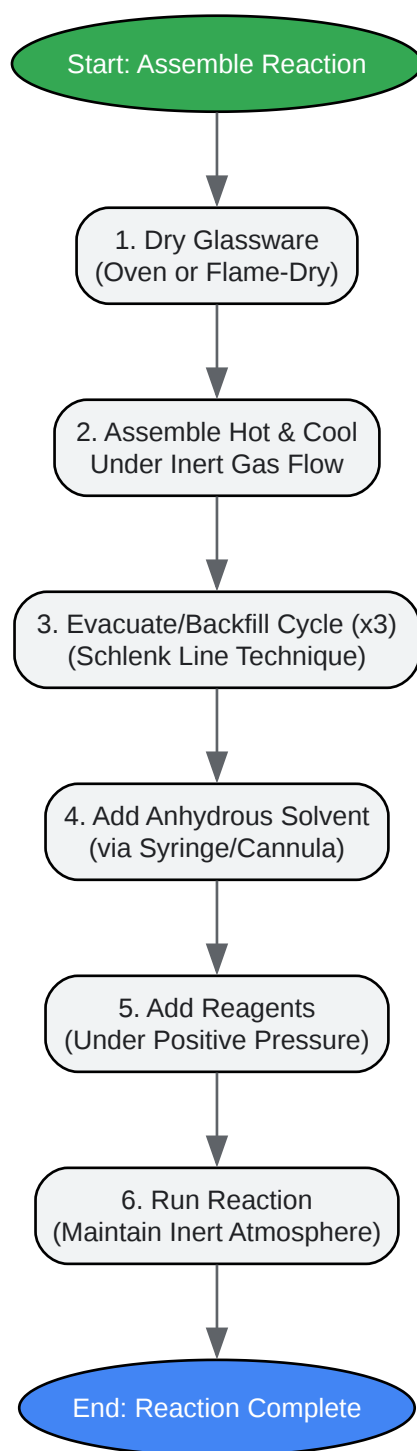 Start: Assemble Reaction
1. Dry Glassware
(Oven or Flame-Dry)
2. Assemble Hot & Cool
Under Inert Gas Flow
3. Evacuate/Backfill Cycle (x3)
(Schlenk Line Technique)
4. Add Anhydrous Solvent
(via Syringe/Cannula)
5. Add Reagents
(Under Positive Pressure)
6. Run Reaction
(Maintain Inert Atmosphere)
End: Reaction Complete